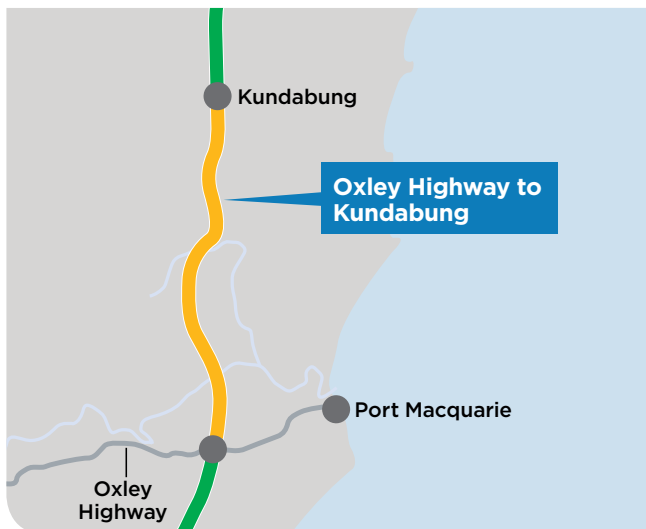 Kundabung
Oxley Highway to
Kundabung
Port Macquarie
Oxley
Highway